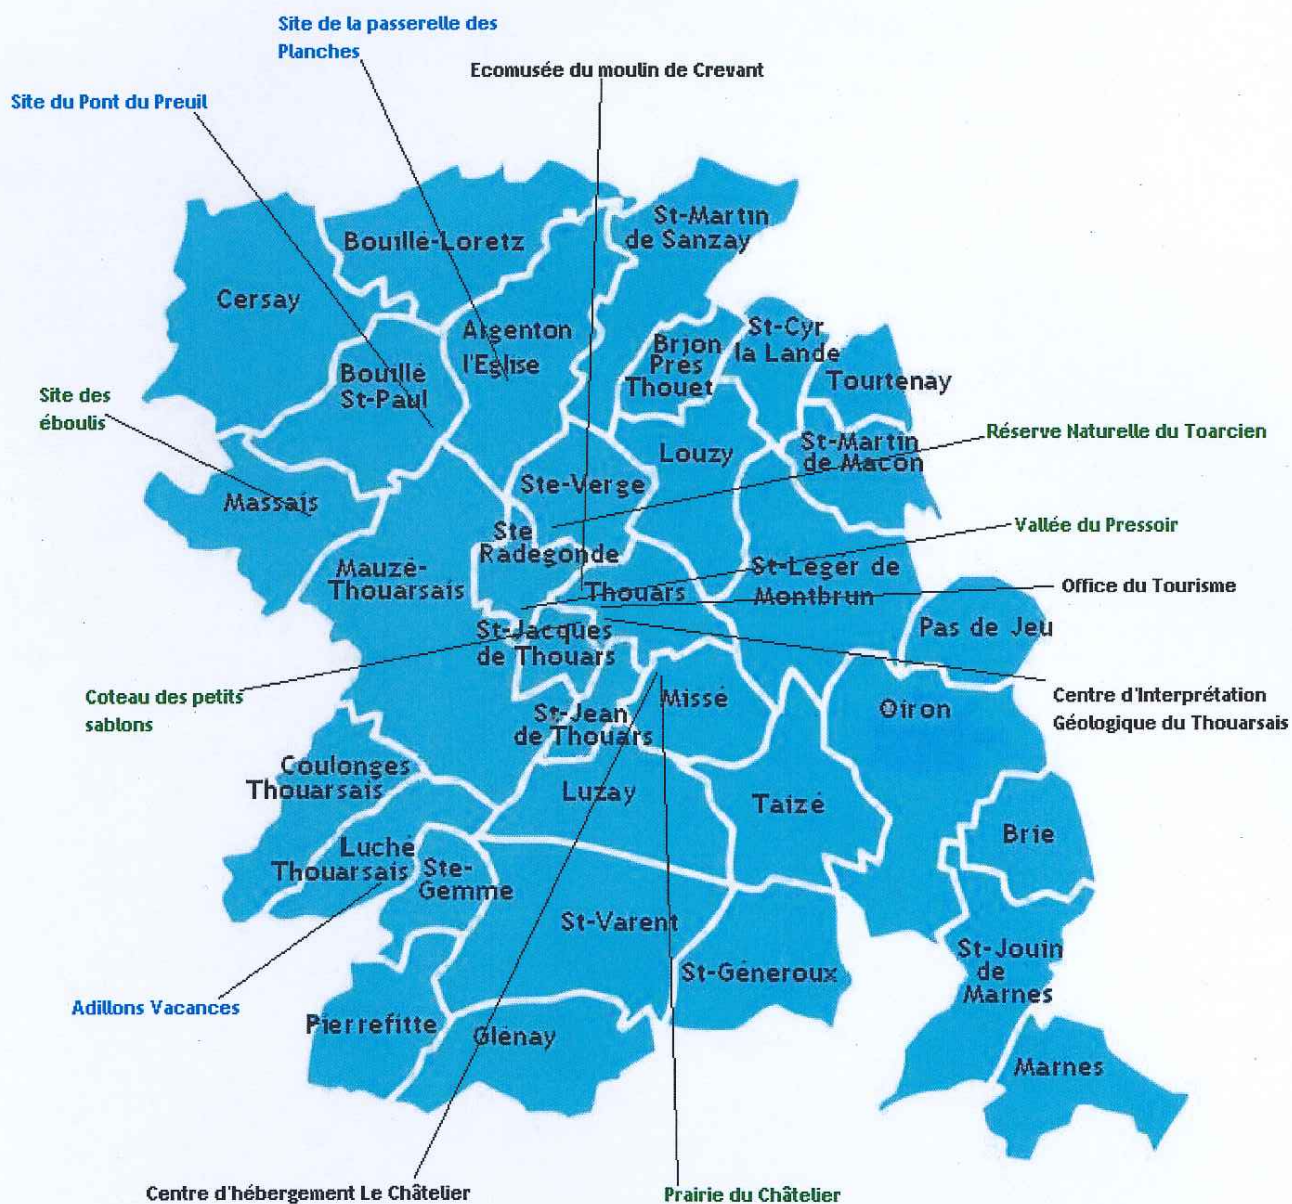 Site de la passerelle des
Planches
Ecomusée du moulin de Crevant
Site du Pont du Preuil
St-Martin
de Sanzay
Bouillé-Loretz
Cersay
Argenton
l'Eglise
St-Cyr
la Lande
Brion
Près
Thouet
Bouillé
St-Paul
Tourtenay
Site des
éboulis
Réserve Naturelle du Toarcien
Louzy
St-Martin
de Macon
Ste-Verge
Massais
Vallée du Pressoir
Ste
Radegonde
Mauzé-
Thouarsais
Thouars
St-Léger de
Montbrun
Office du Tourisme
Pas de Jeu
St-Jacques
de Thouars
Coteau des petits
sablons
Missé
Oiron
Centre d'Interprétation
Géologique du Thouarsais
St-Jean
de Thouars
Coulonges
Thouarsais
Luzay
Taizé
Brie
Luché
Thouarsais
Ste-
Gemme
St-Varent
St-Généroux
St-Jouin
de
Marnes
Adillons Vacances
Pierrefitte
Glénay
Marnes
Centre d'hébergement Le Châtelier
Prairie du Châtelier